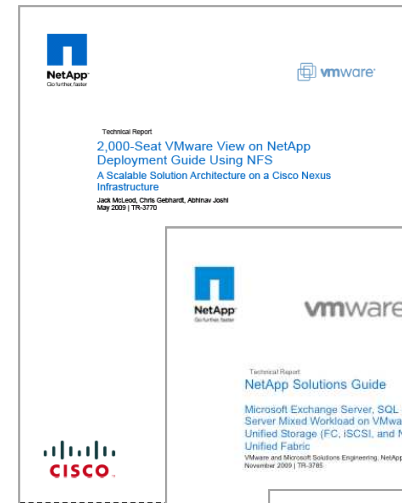 NetApp
Go further, faster
vmware
Technical Report
2,000-Seat VMware View on NetApp
Deployment Guide Using NFS
A Scalable Solution Architecture on a Cisco Nexus
Infrastructure
Jack McLeod, Chris Gebhardt, Abhinav Joshi
May 2009 | TR-3770
NetApp
Go further, faster
vmware
Technical Report
NetApp Solutions Guide
Microsoft Exchange Server, SQL
Server Mixed Workload on VMwa
Unified Storage (FC, iSCSI, and N
Unified Fabric
VMware and Microsoft Solutions Engineering, NetApp
November 2009 | TR-3785
CISCO